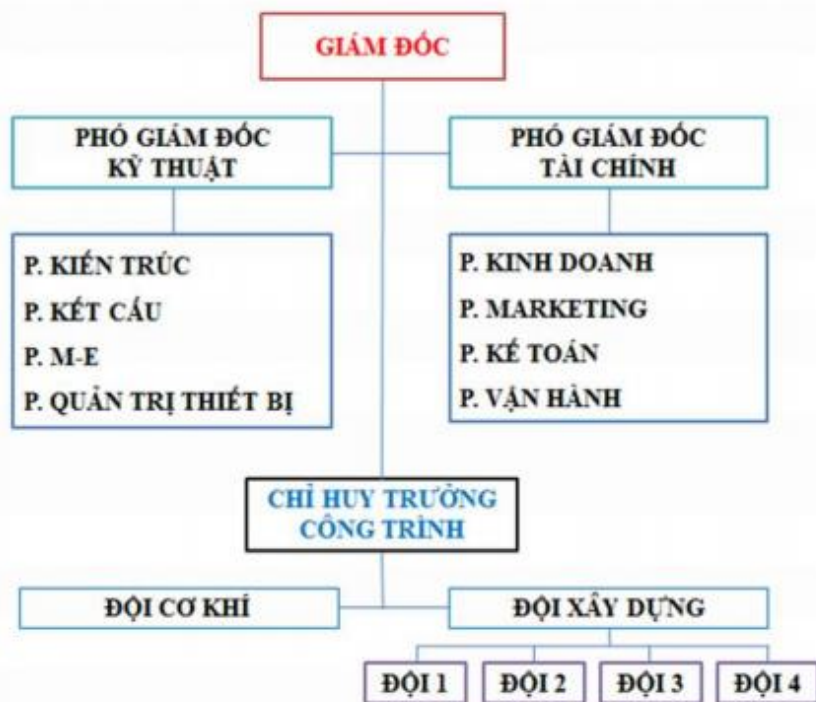 GIÁM ĐỐC
PHÓ GIÁM ĐỐC
KỸ THUẬT
PHÓ GIÁM ĐỐC
TÀI CHÍNH
P. KIẾN TRÚC
P. KẾT CẤU
P. M-E
P. QUẢN TRỊ THIẾT BỊ
P. KINH DOANH
P. MARKETING
P. KẾ TOÁN
P. VẬN HÀNH
CHỈ HUY TRƯỞNG
CÔNG TRÌNH
ĐỘI CƠ KHÍ
ĐỘI XÂY DỰNG
ĐỘI 1
ĐỘI 2
ĐỘI 3
ĐỘI 4